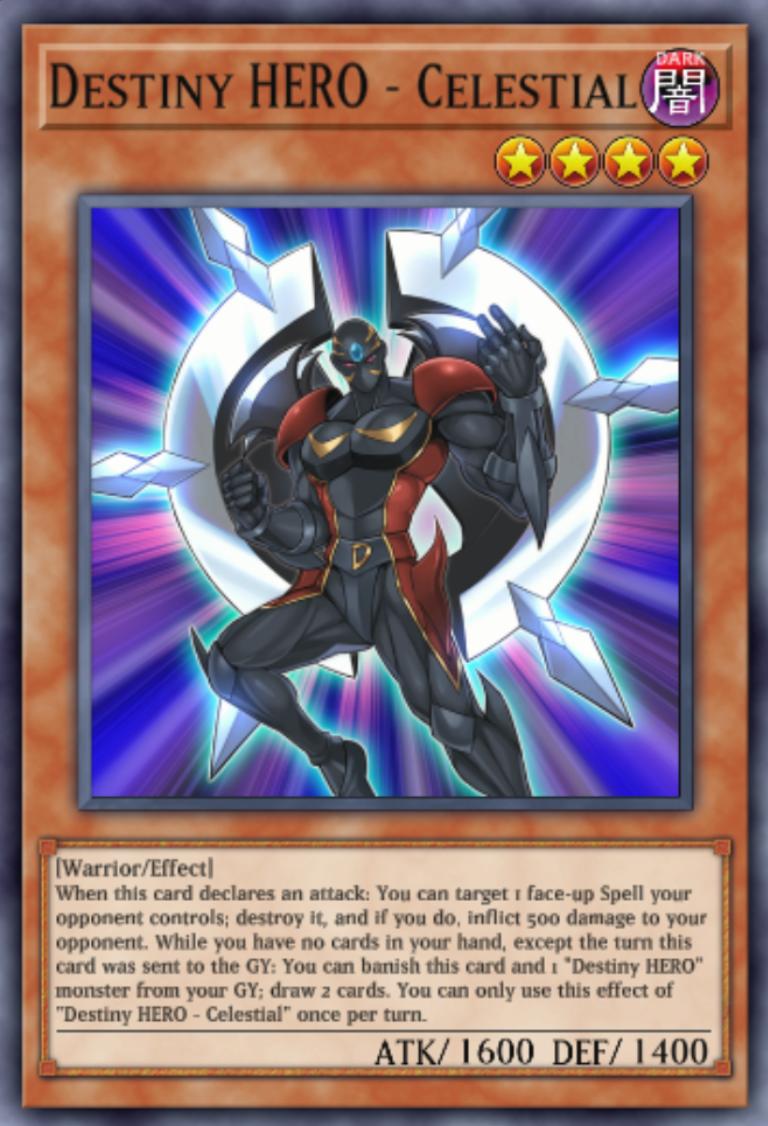 Destiny HERO - Celestial
DARK
闇
D
[Warrior/Effect]
When this card declares an attack: You can target 1 face-up Spell your
opponent controls; destroy it, and if you do, inflict 500 damage to your
opponent. While you have no cards in your hand, except the turn this
card was sent to the GY: You can banish this card and 1 "Destiny HERO"
monster from your GY; draw 2 cards. You can only use this effect of
"Destiny HERO - Celestial" once per turn.
ATK/ 1600 DEF/ 1400